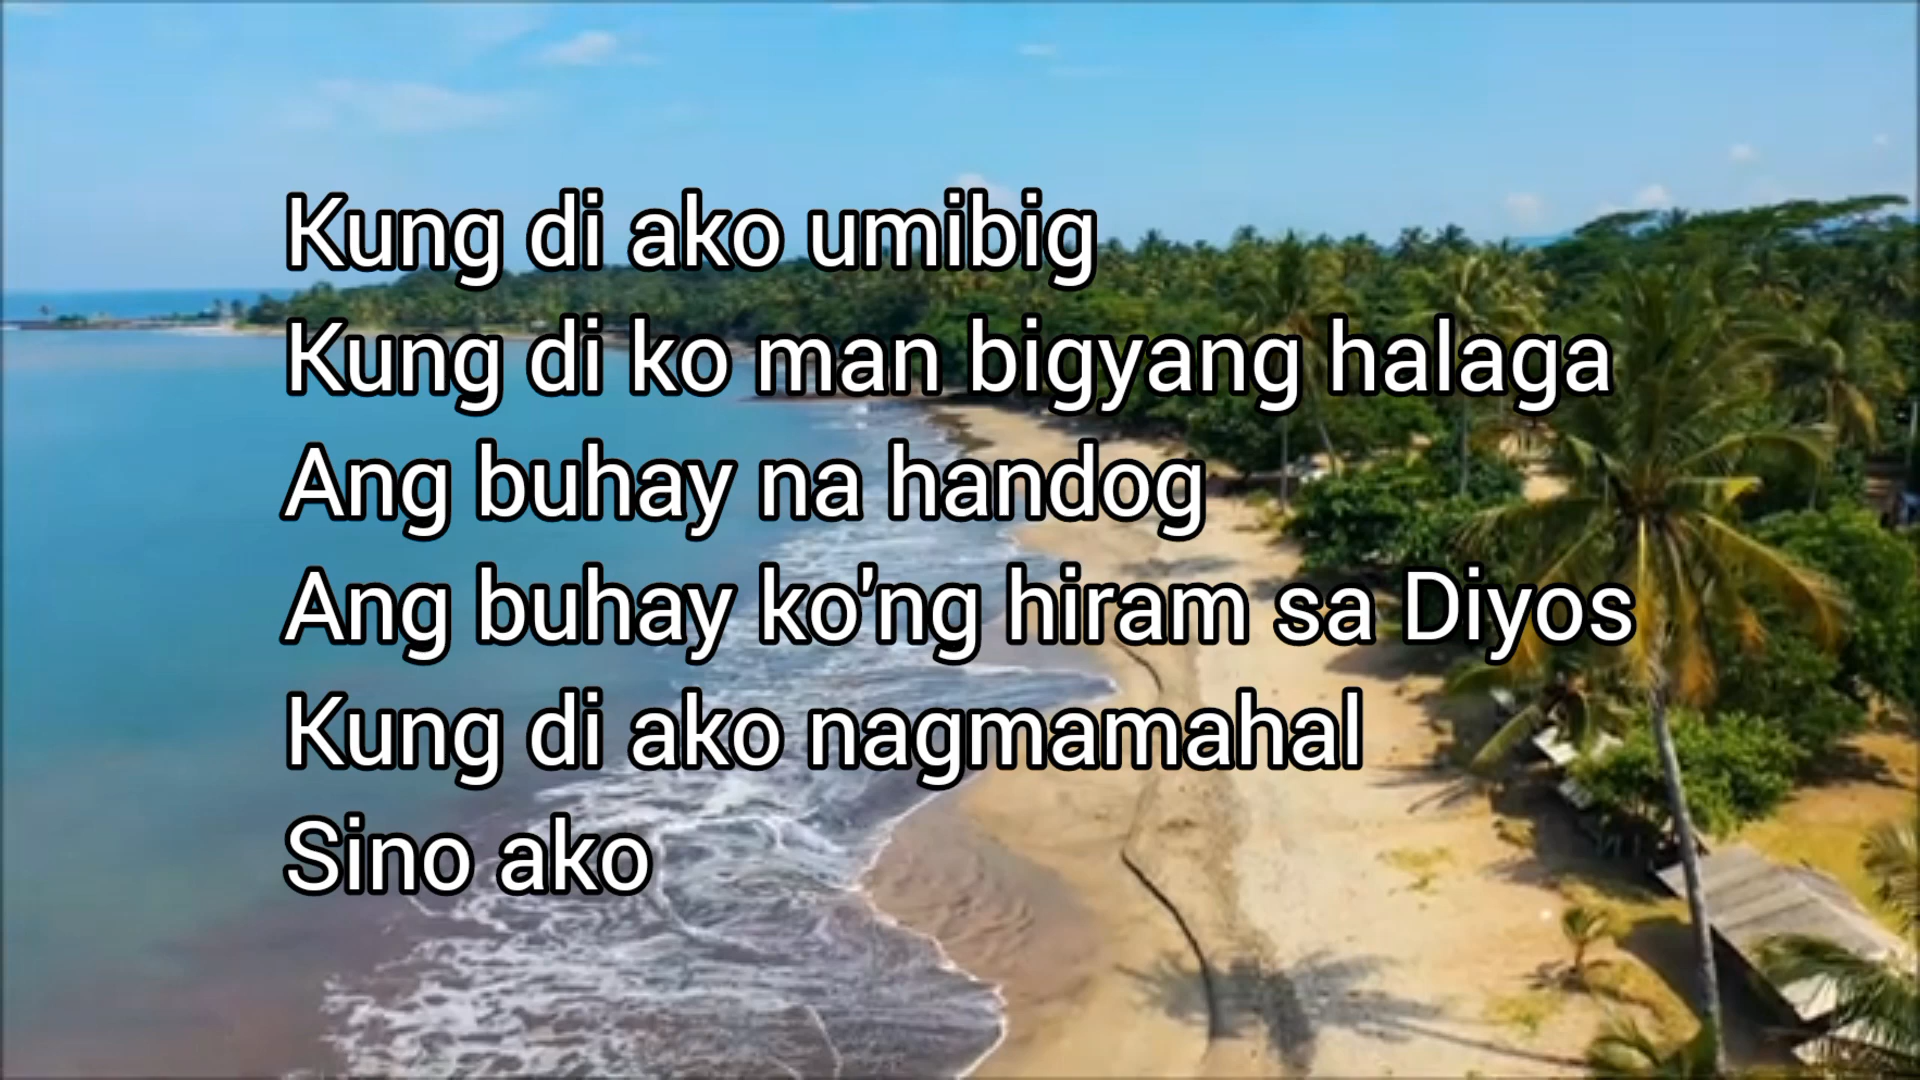 Kung di ako umibig
Kung di ko man bigyang halaga
Ang buhay na handog
Ang buhay ko'ng hiram sa Diyos
Kung di ako nagmamahal
Sino ako